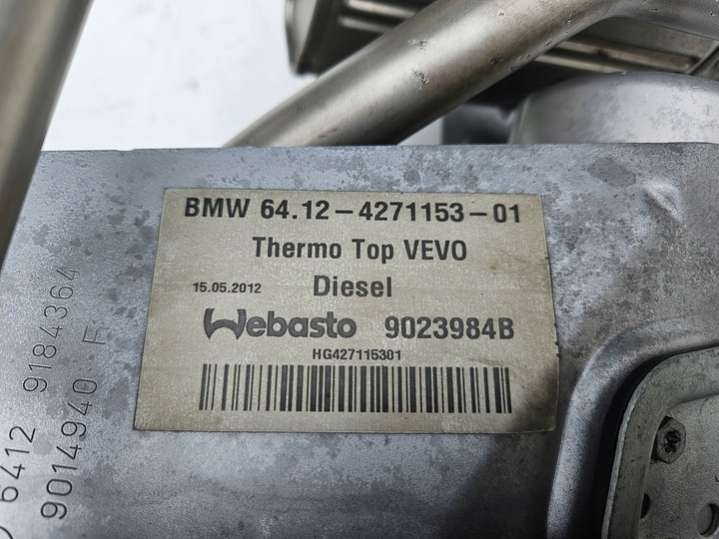 BMW 64.12-4271153-01
Thermo Top VEVO
15.05.2012 Diesel
Webasto 9023984B
HG427115301
6412 9184364
9014940 F